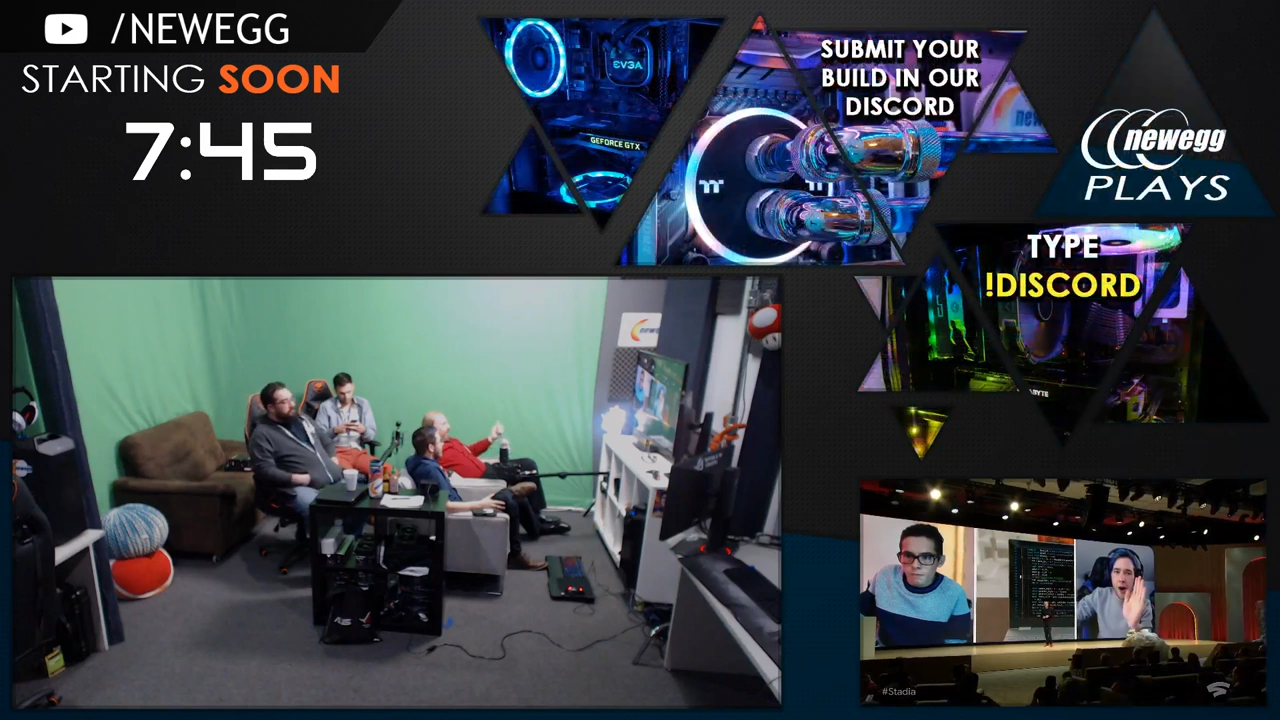 /NEWEGG
STARTING SOON
7:45
EVGA
GEFORCE GTX
SUBMIT YOUR
BUILD IN OUR
DISCORD
newegg
PLAYS
TYPE
!DISCORD
#Stadia